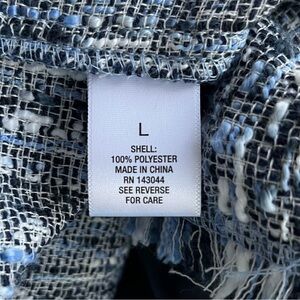 L
SHELL:
100% POLYESTER
MADE IN CHINA
RN 143044
SEE REVERSE
FOR CARE